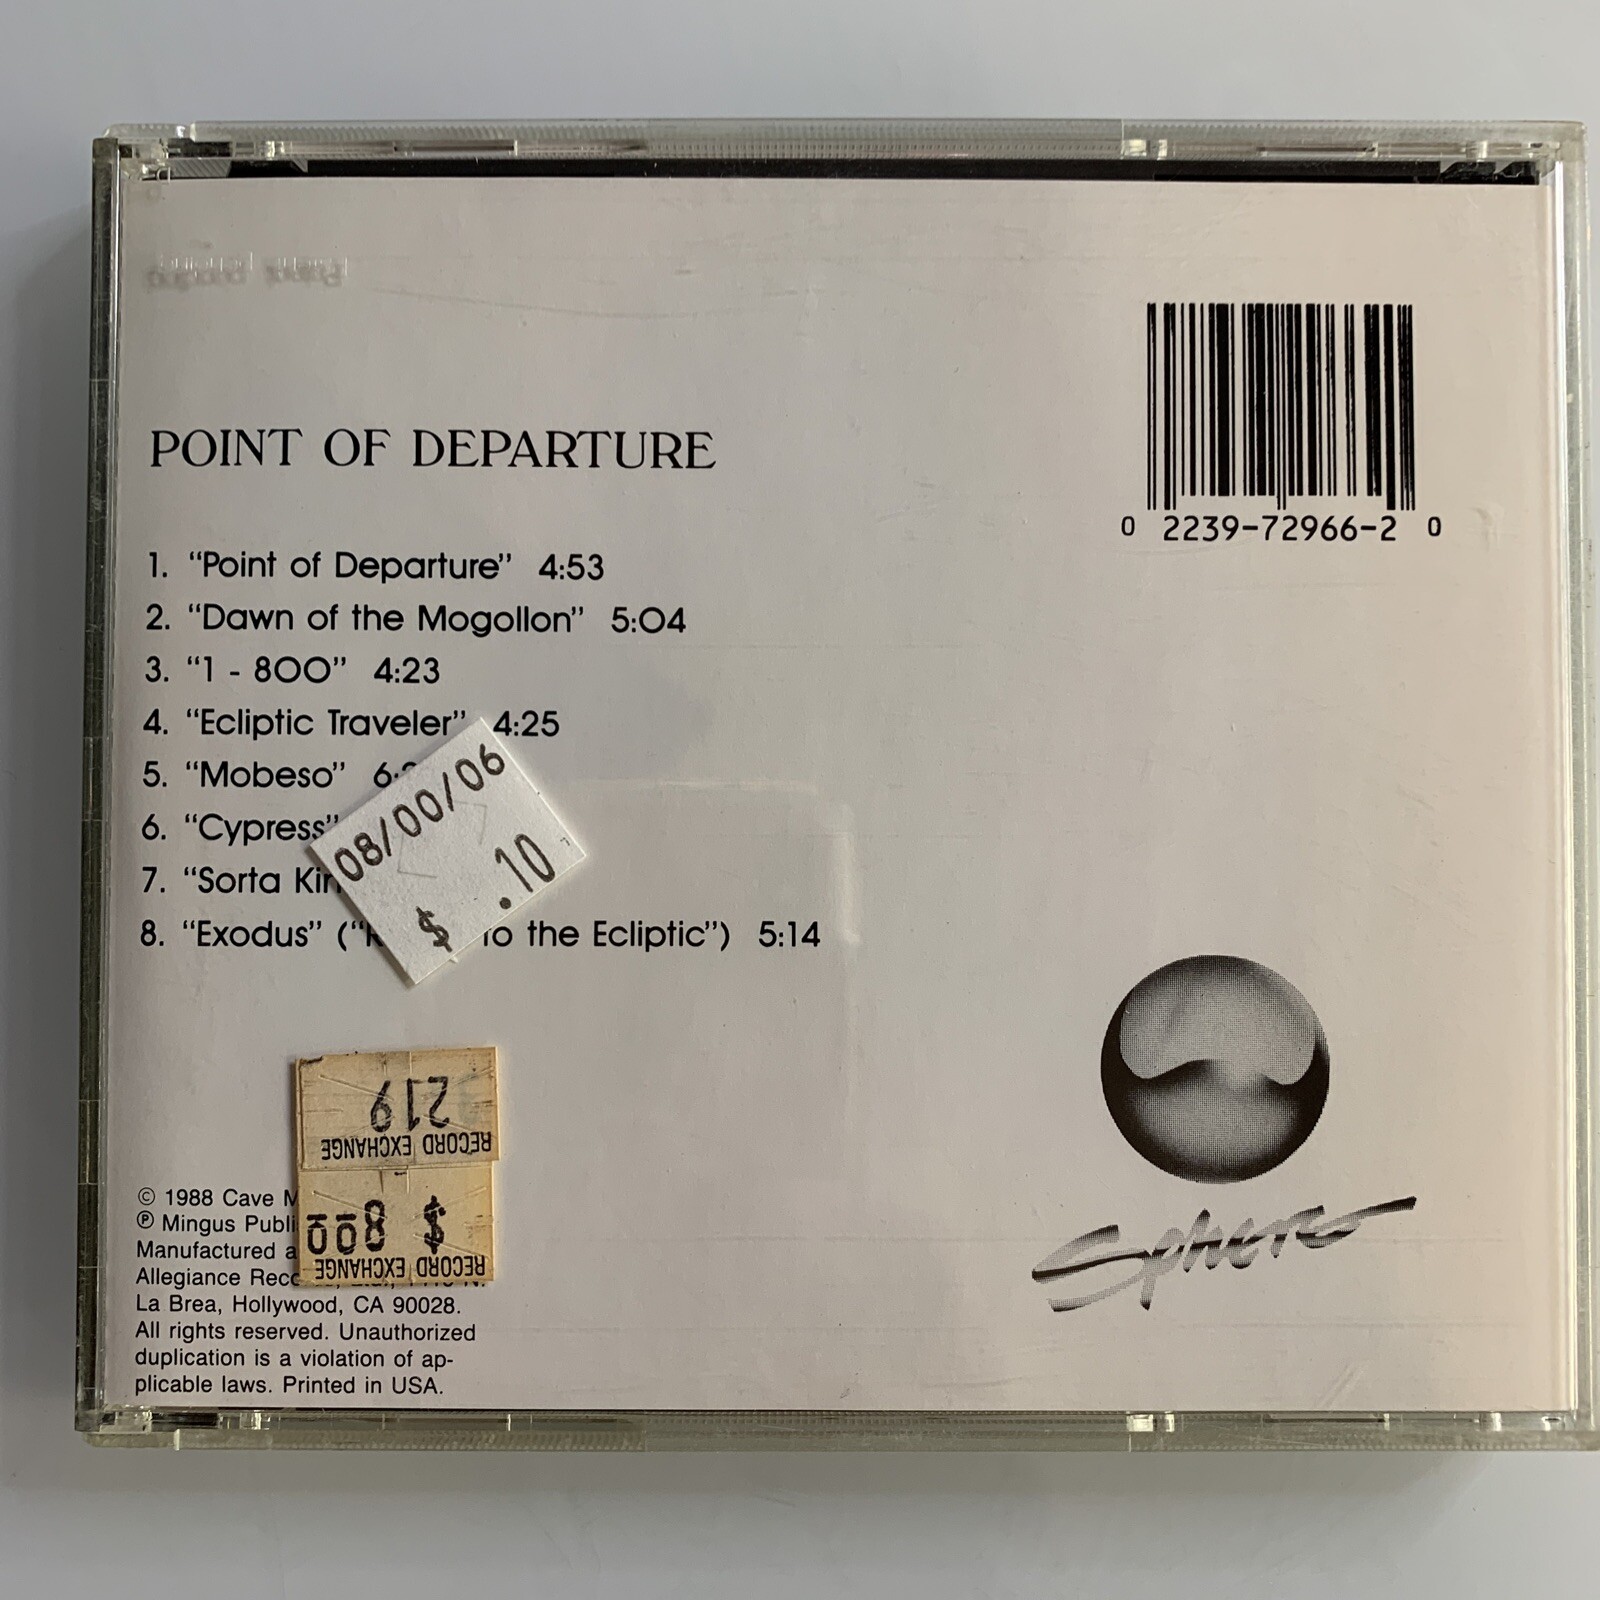 POINT OF DEPARTURE
0 2239-72966-2 0
1. “Point of Departure” 4:53
2. “Dawn of the Mogollon” 5:04
3. “1 - 800” 4:23
4. “Ecliptic Traveler” 4:25
5. “Mobeso”
6. “Cypress”
7. “Sorta
8. “Exodus” (“ to the Ecliptic”) 5:14
08/00/06
$ .10
219
RECORD EXCHANGE
$ 8.00
RECORD EXCHANGE
© 1988 Cave
℗ Mingus
Manufactured
Allegiance
La Brea, Hollywood, CA 90028.
All rights reserved. Unauthorized
duplication is a violation of ap-
plicable laws. Printed in USA.
Sphere